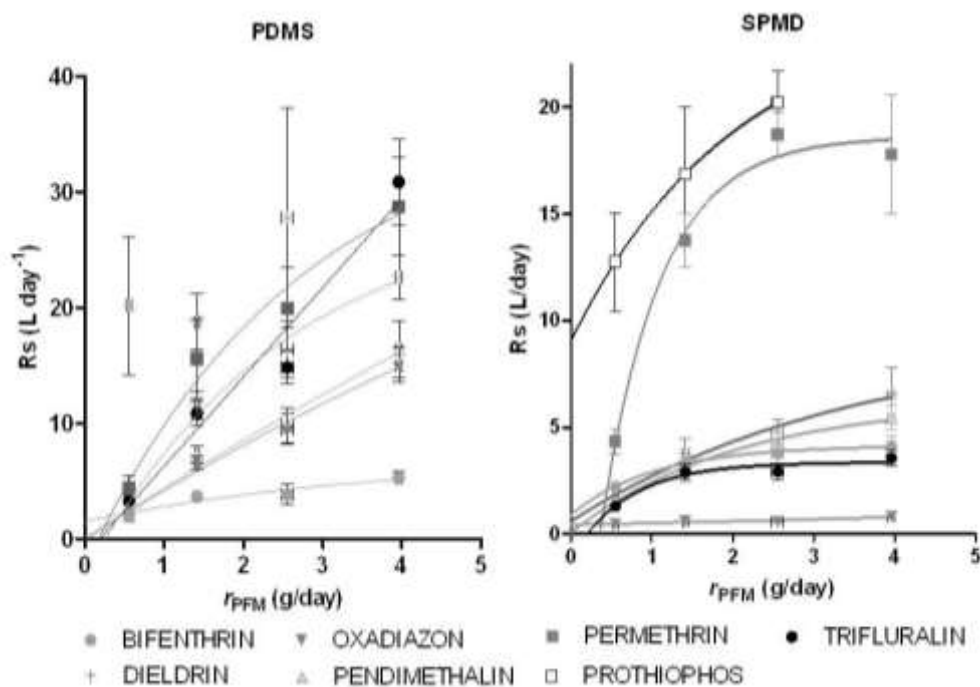 PDMS
SPMD
40
30
20
10
0
Rs (L day⁻¹)
0 1 2 3 4 5
rPFM (g/day)
20
15
10
5
0
Rs (L/day)
0 1 2 3 4 5
rPFM (g/day)
BIFENTHRIN OXADIAZON PERMETHRIN TRIFLURALIN
DIELDRIN PENDIMETHALIN PROTHIOPHOS